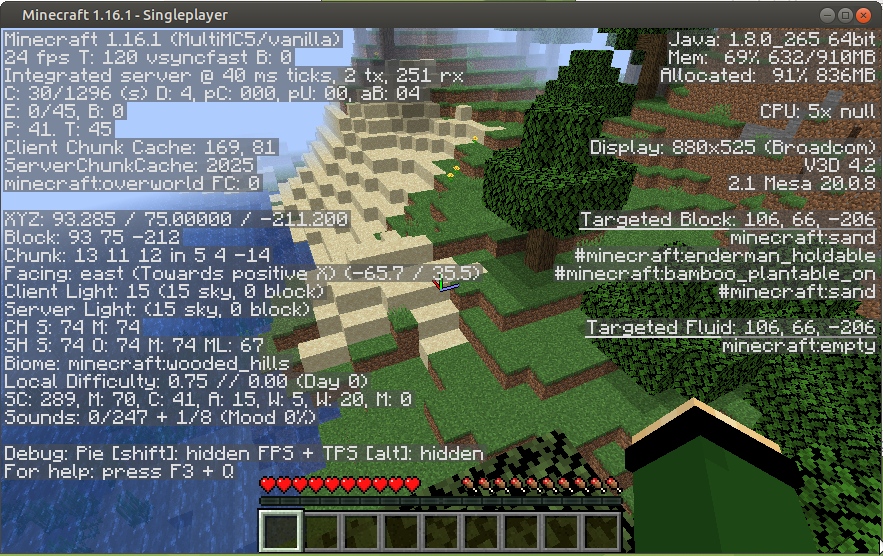 Minecraft 1.16.1 - Singleplayer
Minecraft 1.16.1 (MultiMC5/vanilla)
24 fps T: 120 vsyncfast B: 0
Integrated server @ 40 ms ticks, 2 tx, 251 rx
C: 30/1296 (s) D: 4, pC: 000, pU: 00, aB: 04
E: 0/45, B: 0
P: 41. T: 45
Client Chunk Cache: 169, 81
ServerChunkCache: 2025
minecraft:overworld FC: 0
XYZ: 93.285 / 75.00000 / -211.200
Block: 93 75 -212
Chunk: 13 11 12 in 5 4 -14
Facing: east (Towards positive X) (-65.7 / 35.5)
Client Light: 15 (15 sky, 0 block)
Server Light: (15 sky, 0 block)
CH S: 74 M: 74
SH S: 74 O: 74 M: 74 ML: 67
Biome: minecraft:wooded_hills
Local Difficulty: 0.75 // 0.00 (Day 0)
SC: 289, M: 70, C: 41, A: 15, W: 5, W: 20, M: 0
Sounds: 0/247 + 1/8 (Mood 0%)
Debug: Pie [shift]: hidden FPS + TPS [alt]: hidden
For help: press F3 + Q
Java: 1.8.0_265 64bit
Mem: 69% 632/910MB
Allocated: 91% 836MB
CPU: 5x null
Display: 880x525 (Broadcom)
V3D 4.2
2.1 Mesa 20.0.8
Targeted Block: 106, 66, -206
minecraft:sand
#minecraft:enderman_holdable
#minecraft:bamboo_plantable_on
#minecraft:sand
Targeted Fluid: 106, 66, -206
minecraft:empty